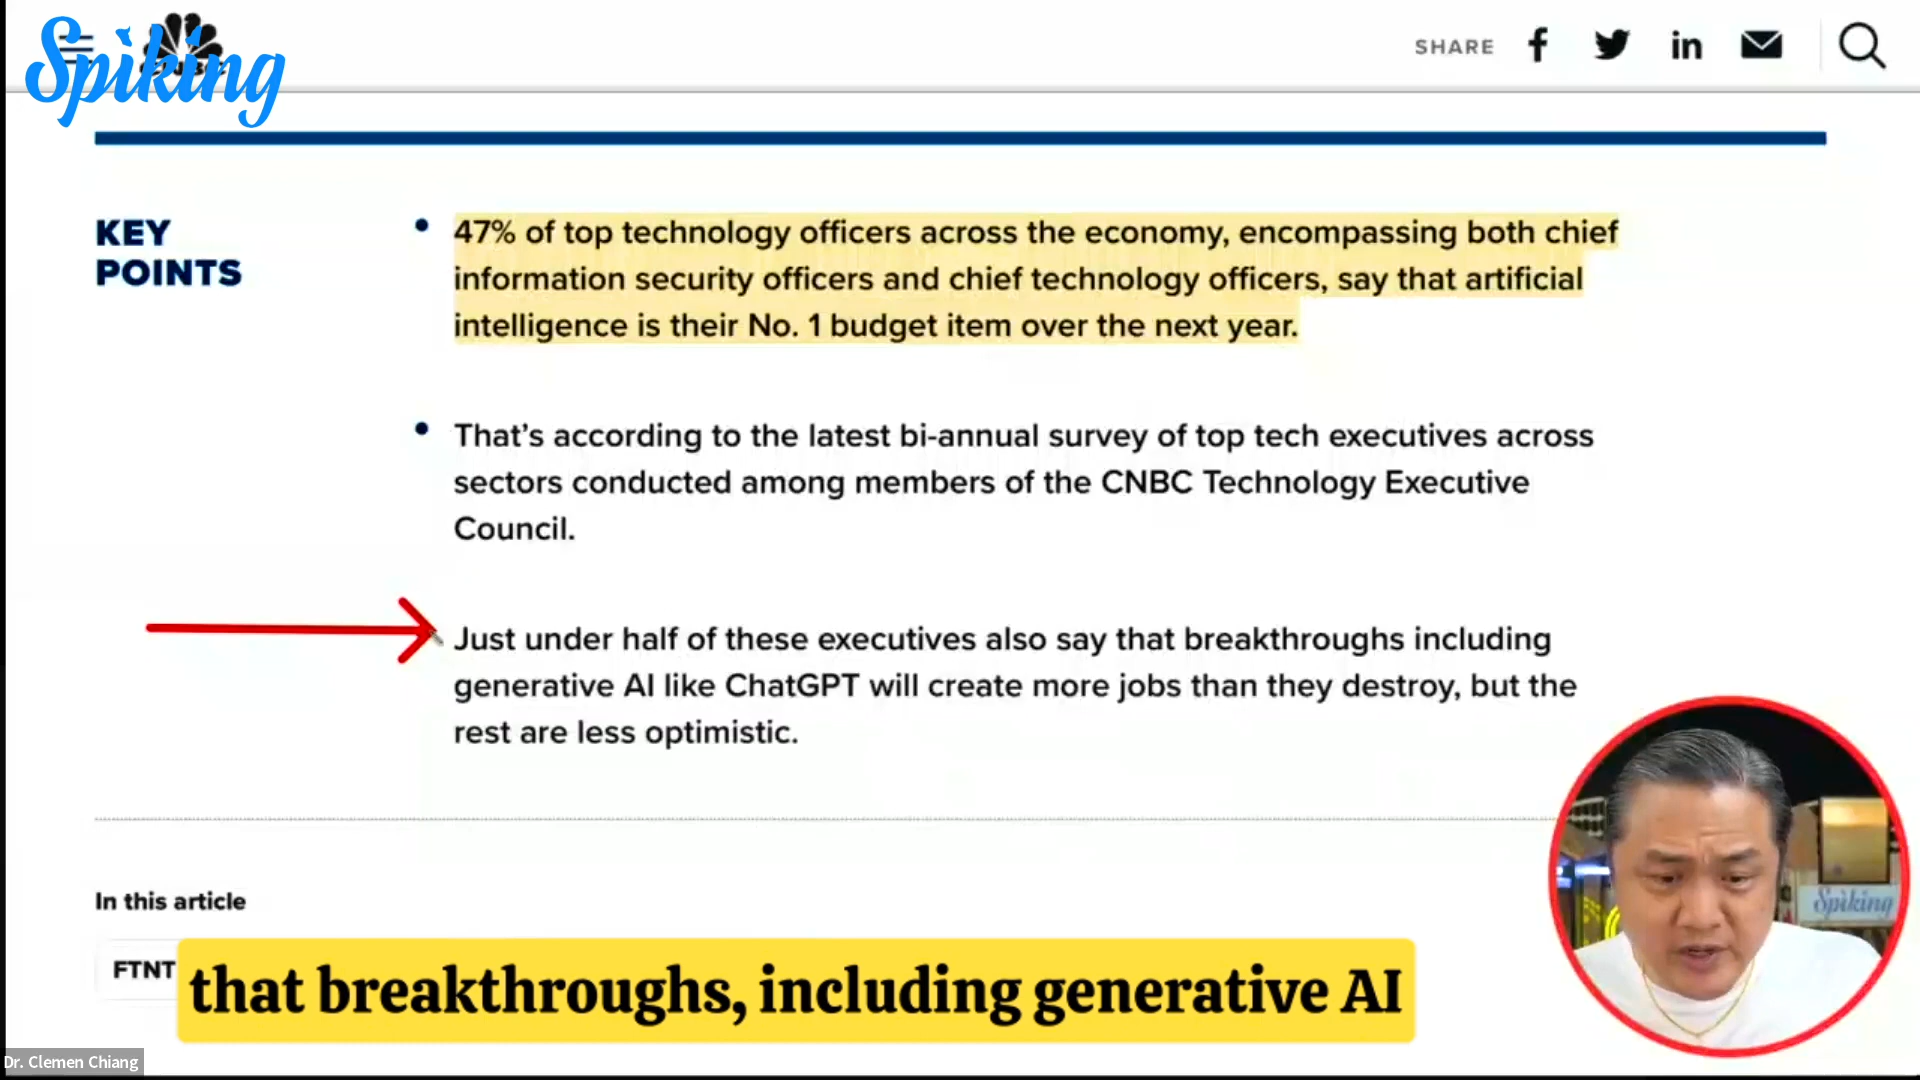 Spiking
SHARE
KEY
POINTS
47% of top technology officers across the economy, encompassing both chief
information security officers and chief technology officers, say that artificial
intelligence is their No. 1 budget item over the next year.
That's according to the latest bi-annual survey of top tech executives across
sectors conducted among members of the CNBC Technology Executive
Council.
Just under half of these executives also say that breakthroughs including
generative AI like ChatGPT will create more jobs than they destroy, but the
rest are less optimistic.
In this article
FTNT
Spiking
that breakthroughs, including generative AI
Dr. Clemen Chiang